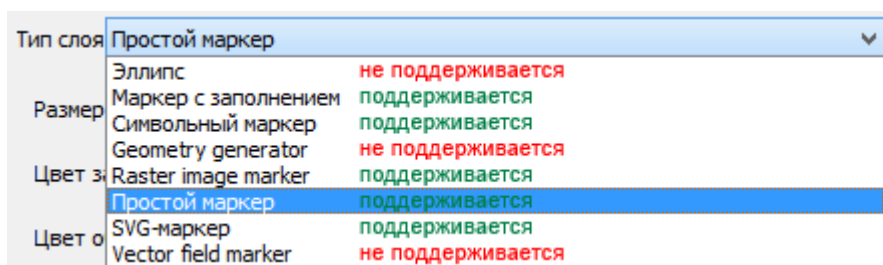 Тип слоя Простой маркер
Эллипс не поддерживается
Маркер с заполнением поддерживается
Размер
Символьный маркер поддерживается
Geometry generator не поддерживается
Цвет за Raster image marker поддерживается
Простой маркер поддерживается
SVG-маркер поддерживается
Цвет о
Vector field marker не поддерживается